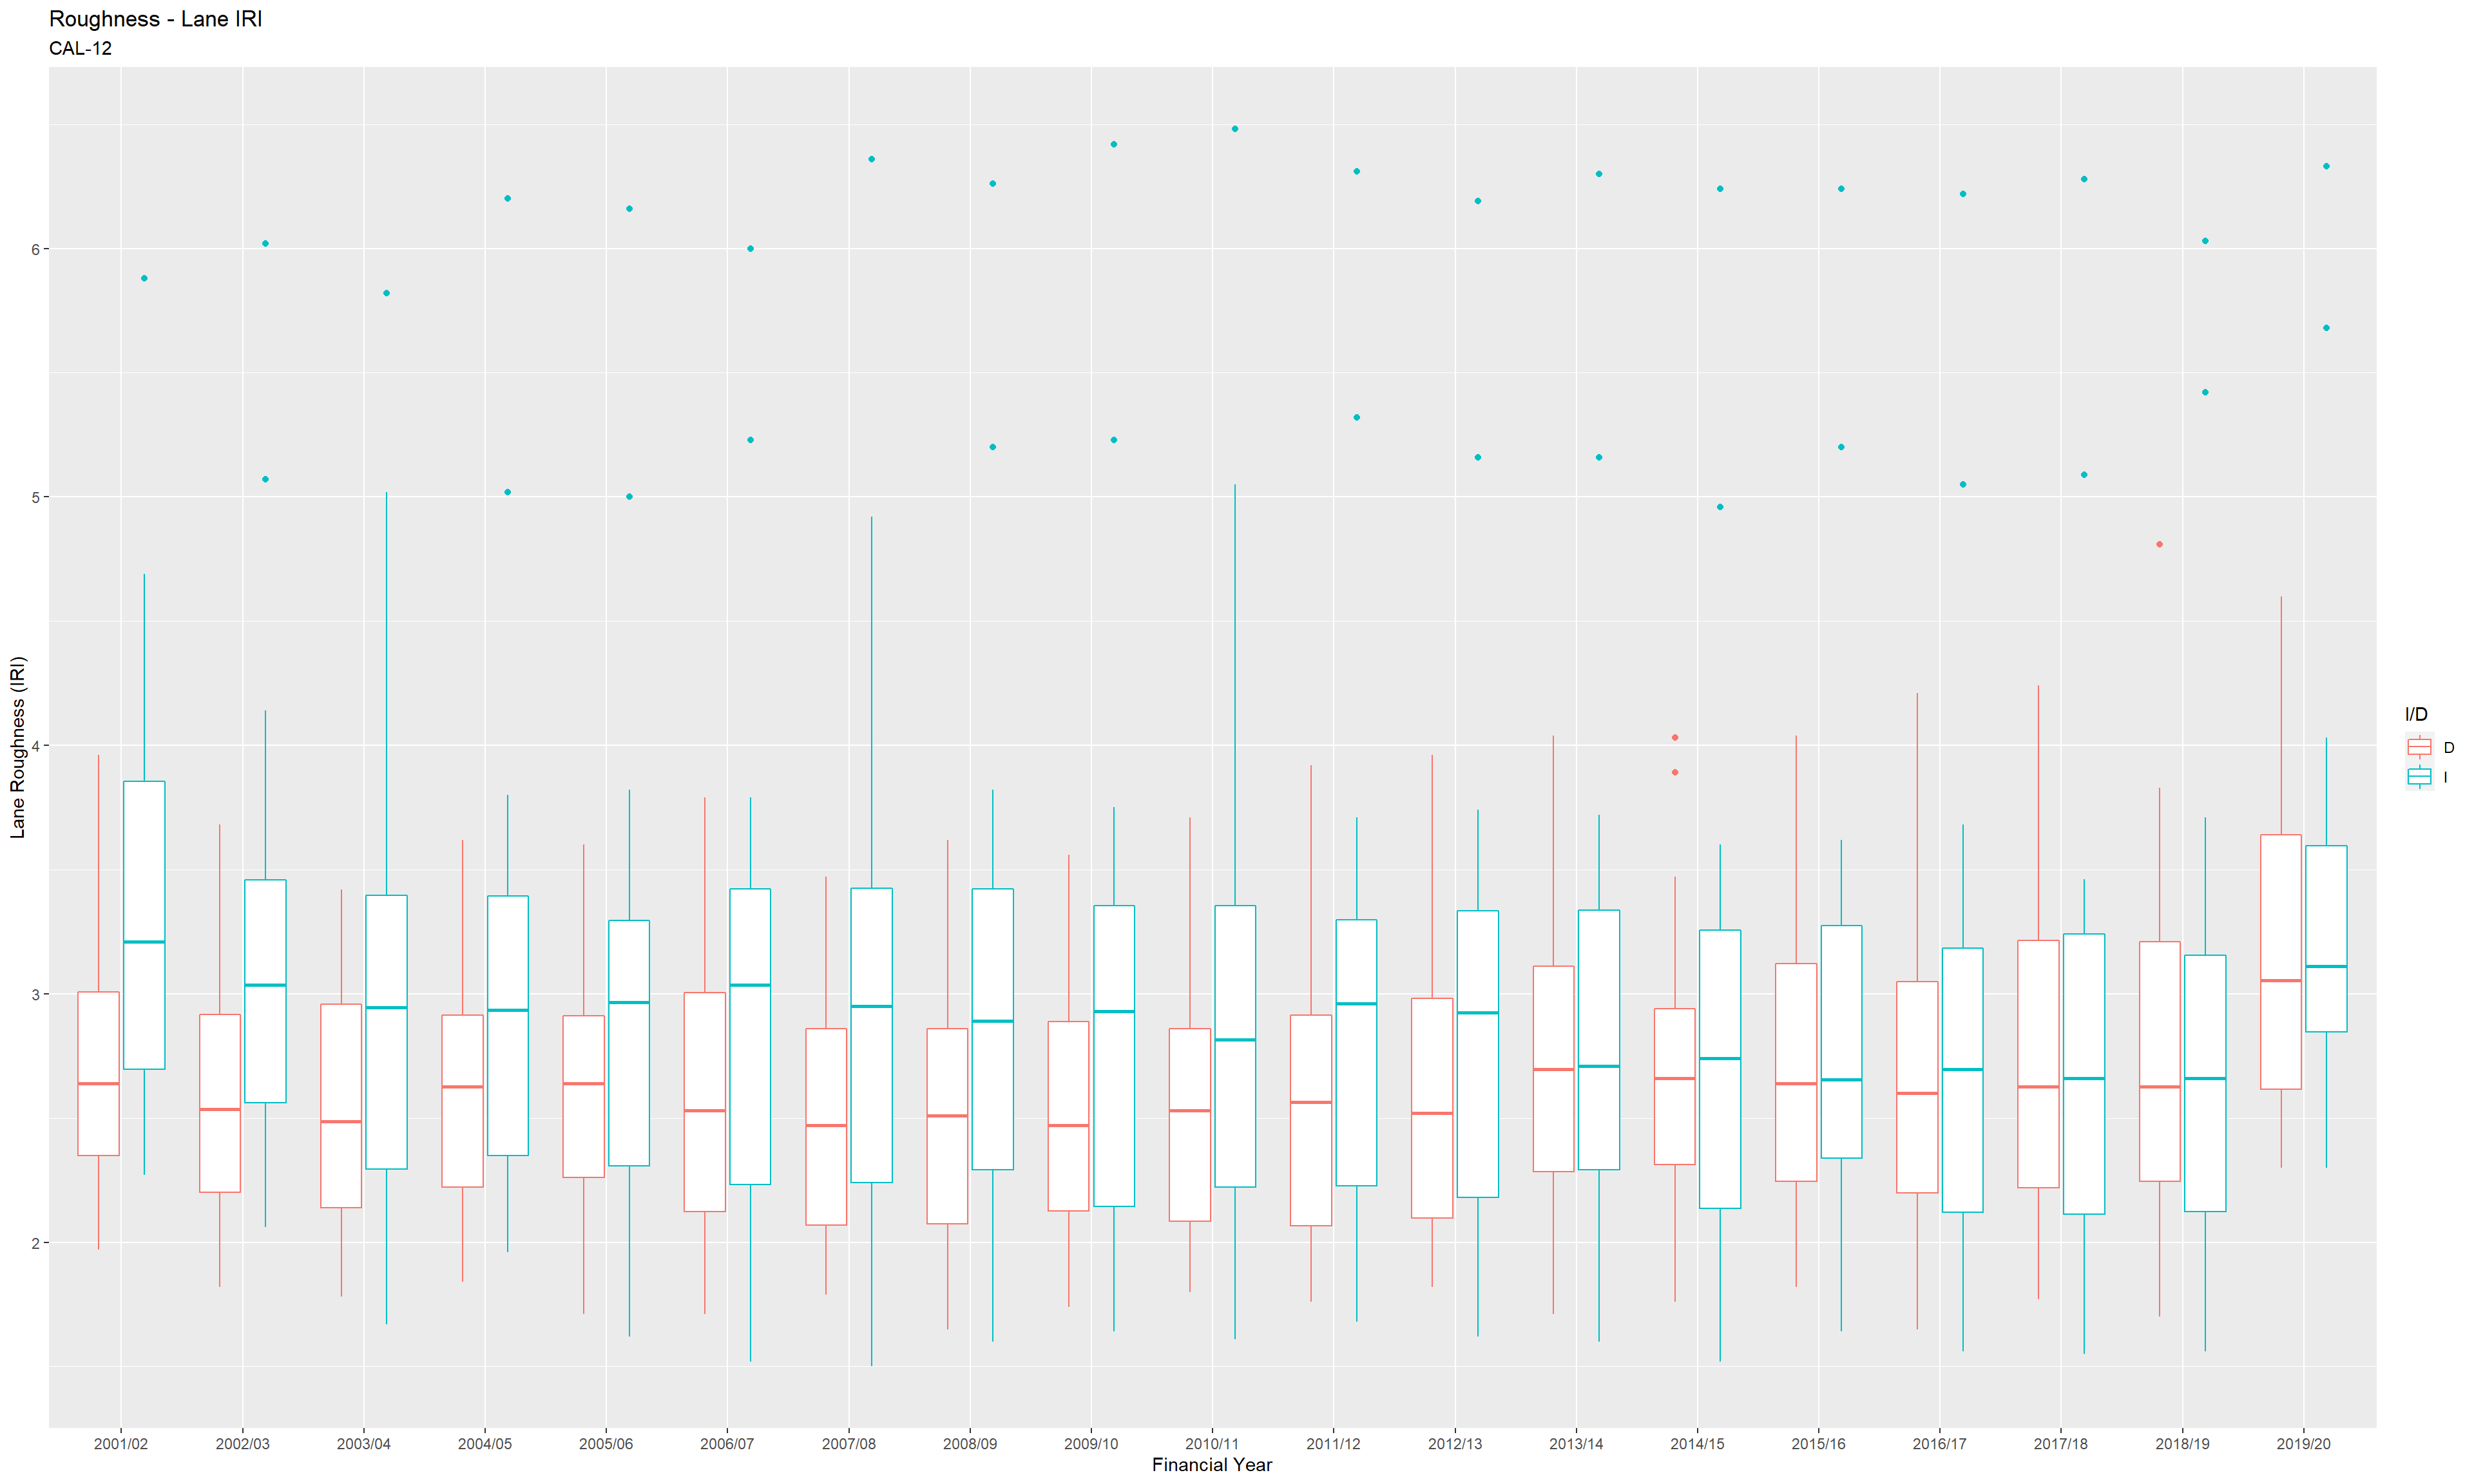 Roughness - Lane IRI
CAL-12
Lane Roughness (IRI)
6
5
4
3
2
2001/02 2002/03 2003/04 2004/05 2005/06 2006/07 2007/08 2008/09 2009/10 2010/11 2011/12 2012/13 2013/14 2014/15 2015/16 2016/17 2017/18 2018/19 2019/20
Financial Year
I/D
D
I